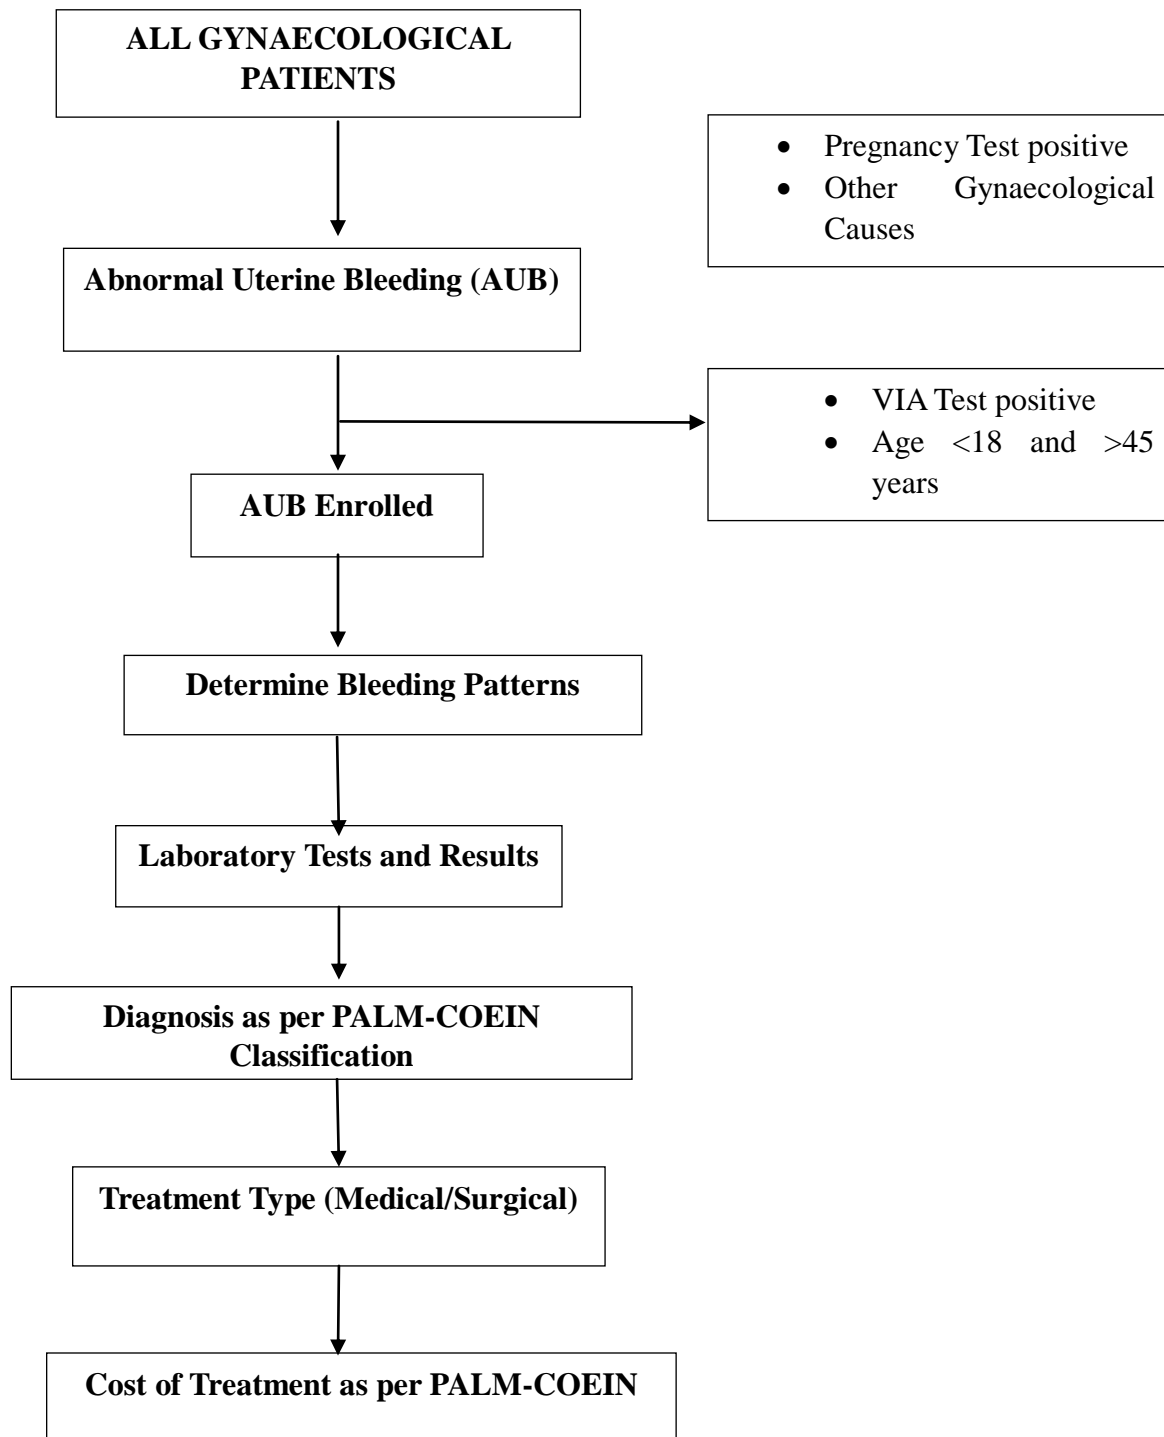 ALL GYNAECOLOGICAL
PATIENTS
• Pregnancy Test positive
• Other Gynaecological
Causes
Abnormal Uterine Bleeding (AUB)
• VIA Test positive
• Age <18 and >45
years
AUB Enrolled
Determine Bleeding Patterns
Laboratory Tests and Results
Diagnosis as per PALM-COEIN
Classification
Treatment Type (Medical/Surgical)
Cost of Treatment as per PALM-COEIN